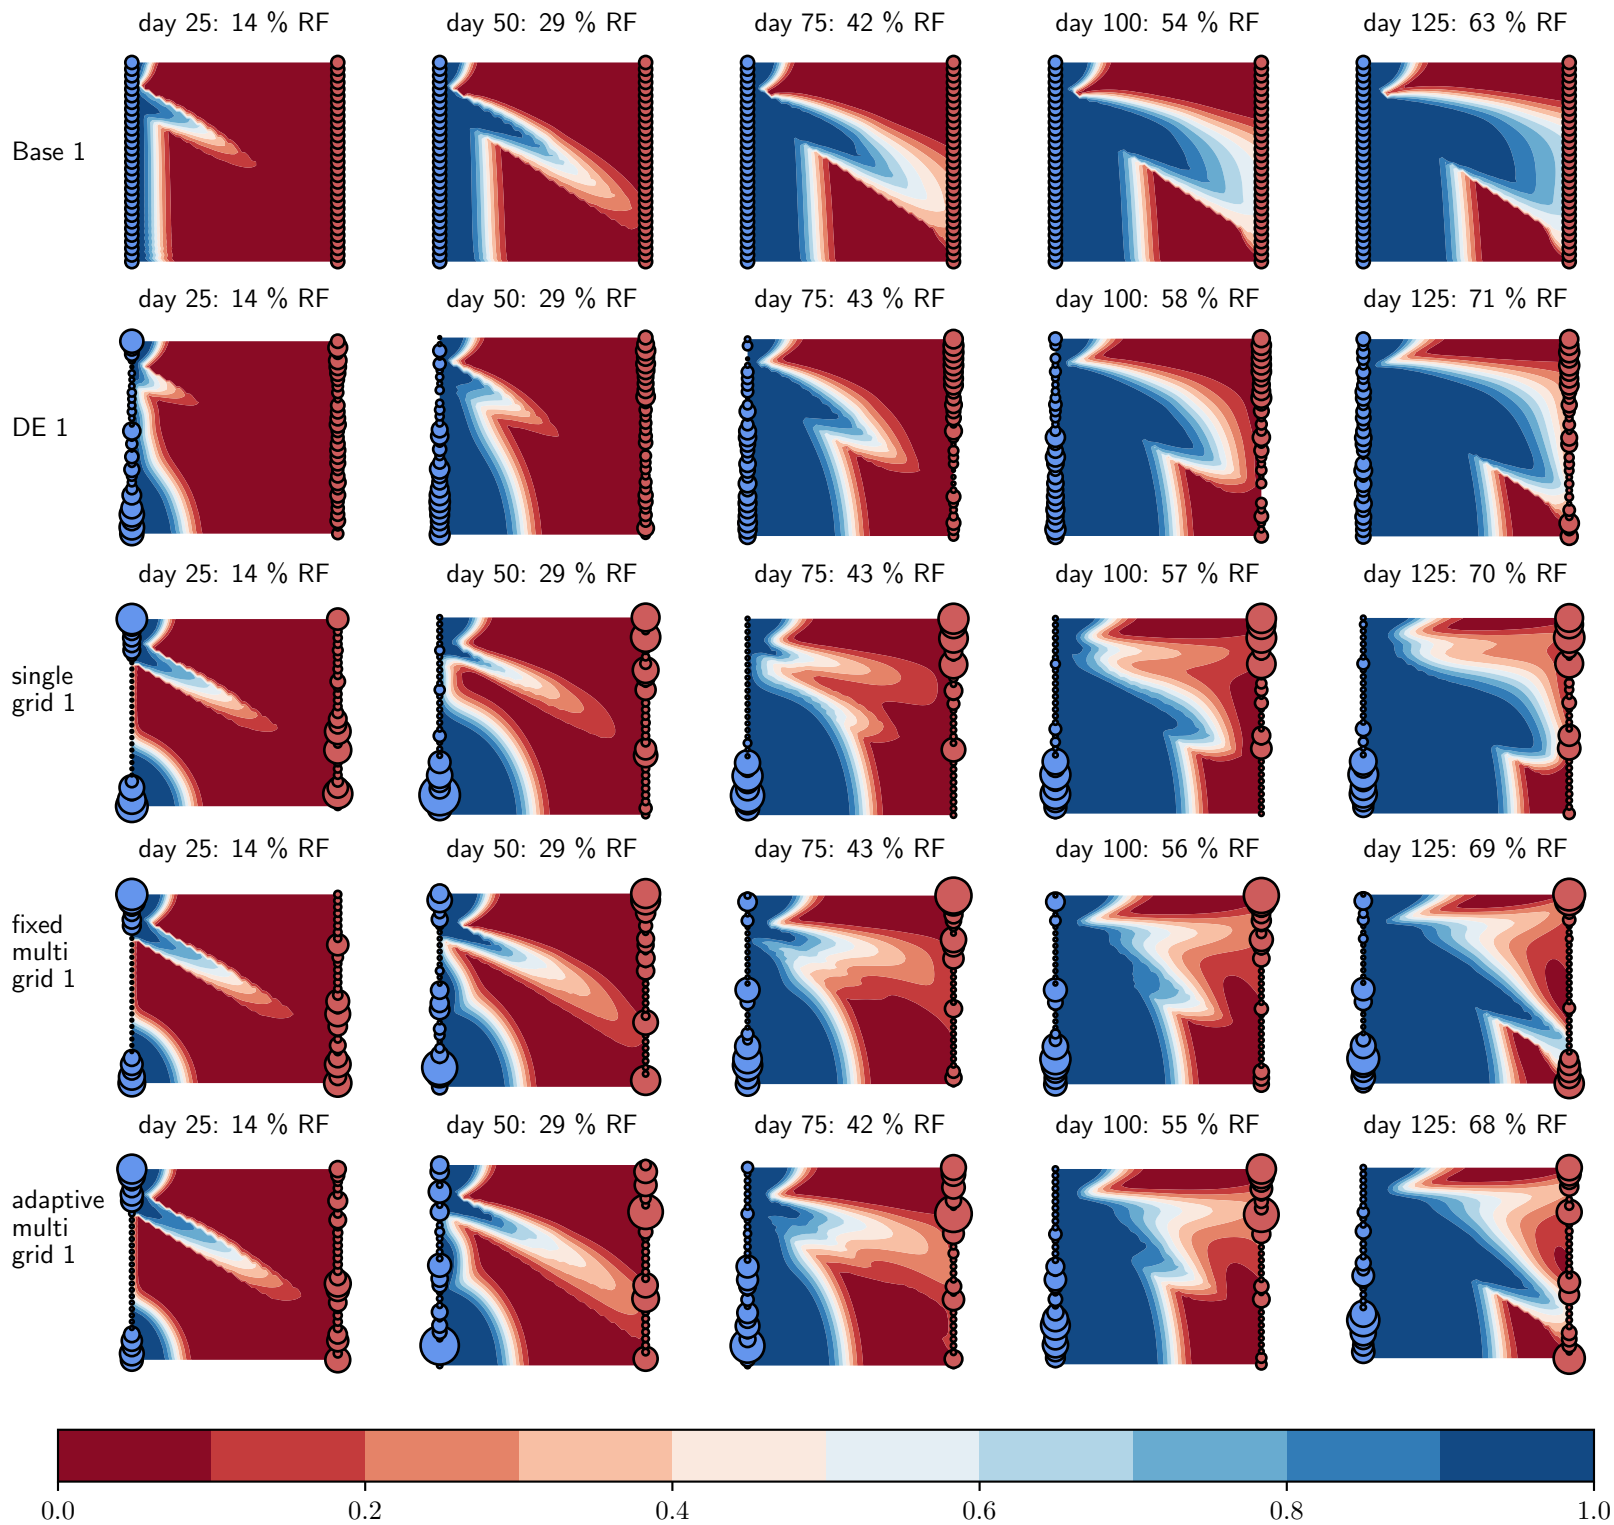 day 25: 14 % RF
day 50: 29 % RF
day 75: 42 % RF
day 100: 54 % RF
day 125: 63 % RF
Base 1
day 25: 14 % RF
day 50: 29 % RF
day 75: 43 % RF
day 100: 58 % RF
day 125: 71 % RF
DE 1
day 25: 14 % RF
day 50: 29 % RF
day 75: 43 % RF
day 100: 57 % RF
day 125: 70 % RF
single
grid 1
day 25: 14 % RF
day 50: 29 % RF
day 75: 43 % RF
day 100: 56 % RF
day 125: 69 % RF
fixed
multi
grid 1
day 25: 14 % RF
day 50: 29 % RF
day 75: 42 % RF
day 100: 55 % RF
day 125: 68 % RF
adaptive
multi
grid 1
0.0
0.2
0.4
0.6
0.8
1.0